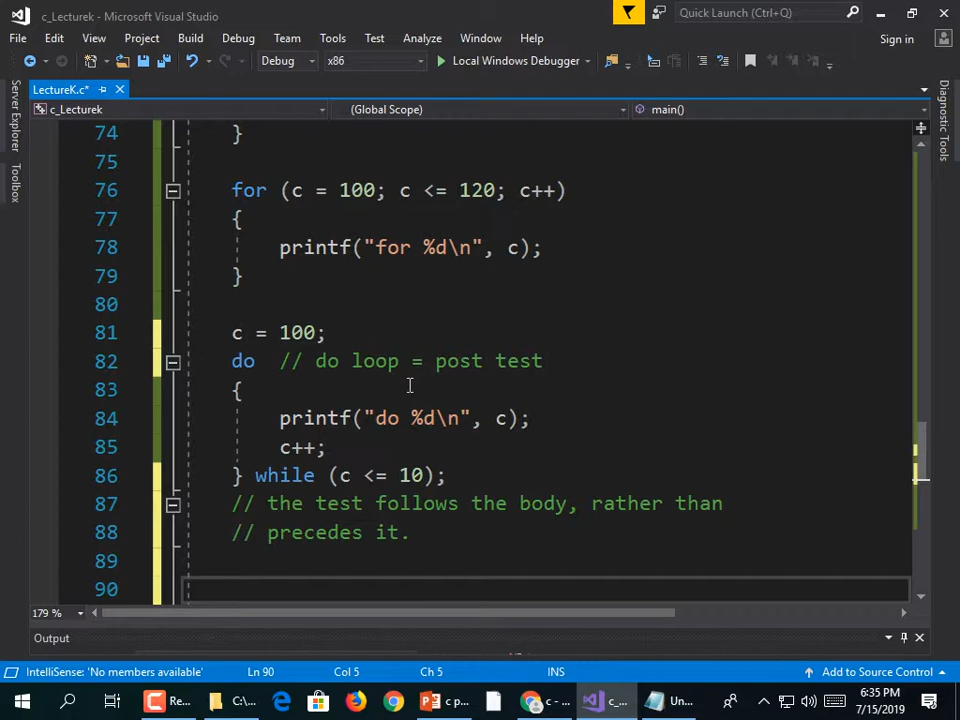 c_Lecturek - Microsoft Visual Studio
Quick Launch (Ctrl+Q)
File Edit View Project Build Debug Team Tools Test Analyze Window Help
Sign in
Debug x86 Local Windows Debugger
LectureK.c*
c_Lecturek (Global Scope) main()
Server Explorer
Toolbox
Diagnostic Tools
74 }
75
76 for (c = 100; c <= 120; c++)
77 {
78 printf("for %d\n", c);
79 }
80
81 c = 100;
82 do // do loop = post test
83 {
84 printf("do %d\n", c);
85 c++;
86 } while (c <= 10);
87 // the test follows the body, rather than
88 // precedes it.
89
90
179 %
Output
IntelliSense: 'No members available' Ln 90 Col 5 Ch 5 INS Add to Source Control
Re... C:\... c p... c -... c_... Un...
6:35 PM
7/15/2019